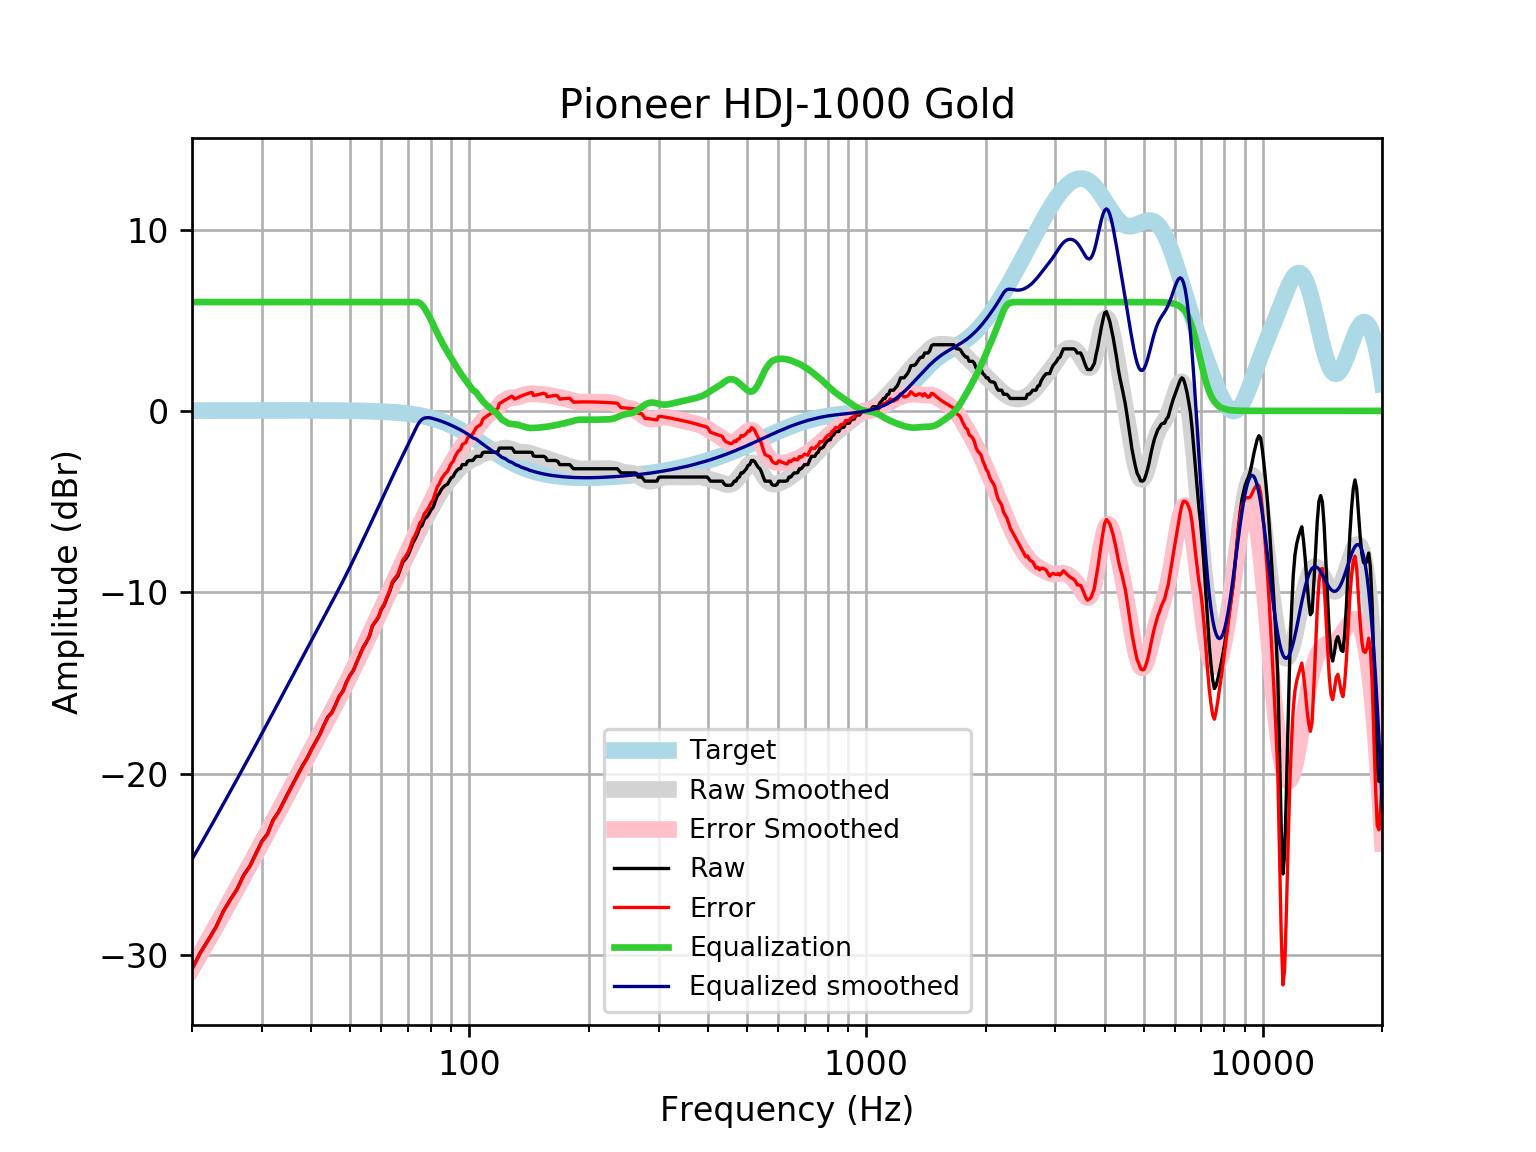 Pioneer HDJ-1000 Gold
Amplitude (dBr)
10
0
−10
−20
−30
Target
Raw Smoothed
Error Smoothed
Raw
Error
Equalization
Equalized smoothed
100
1000
10000
Frequency (Hz)